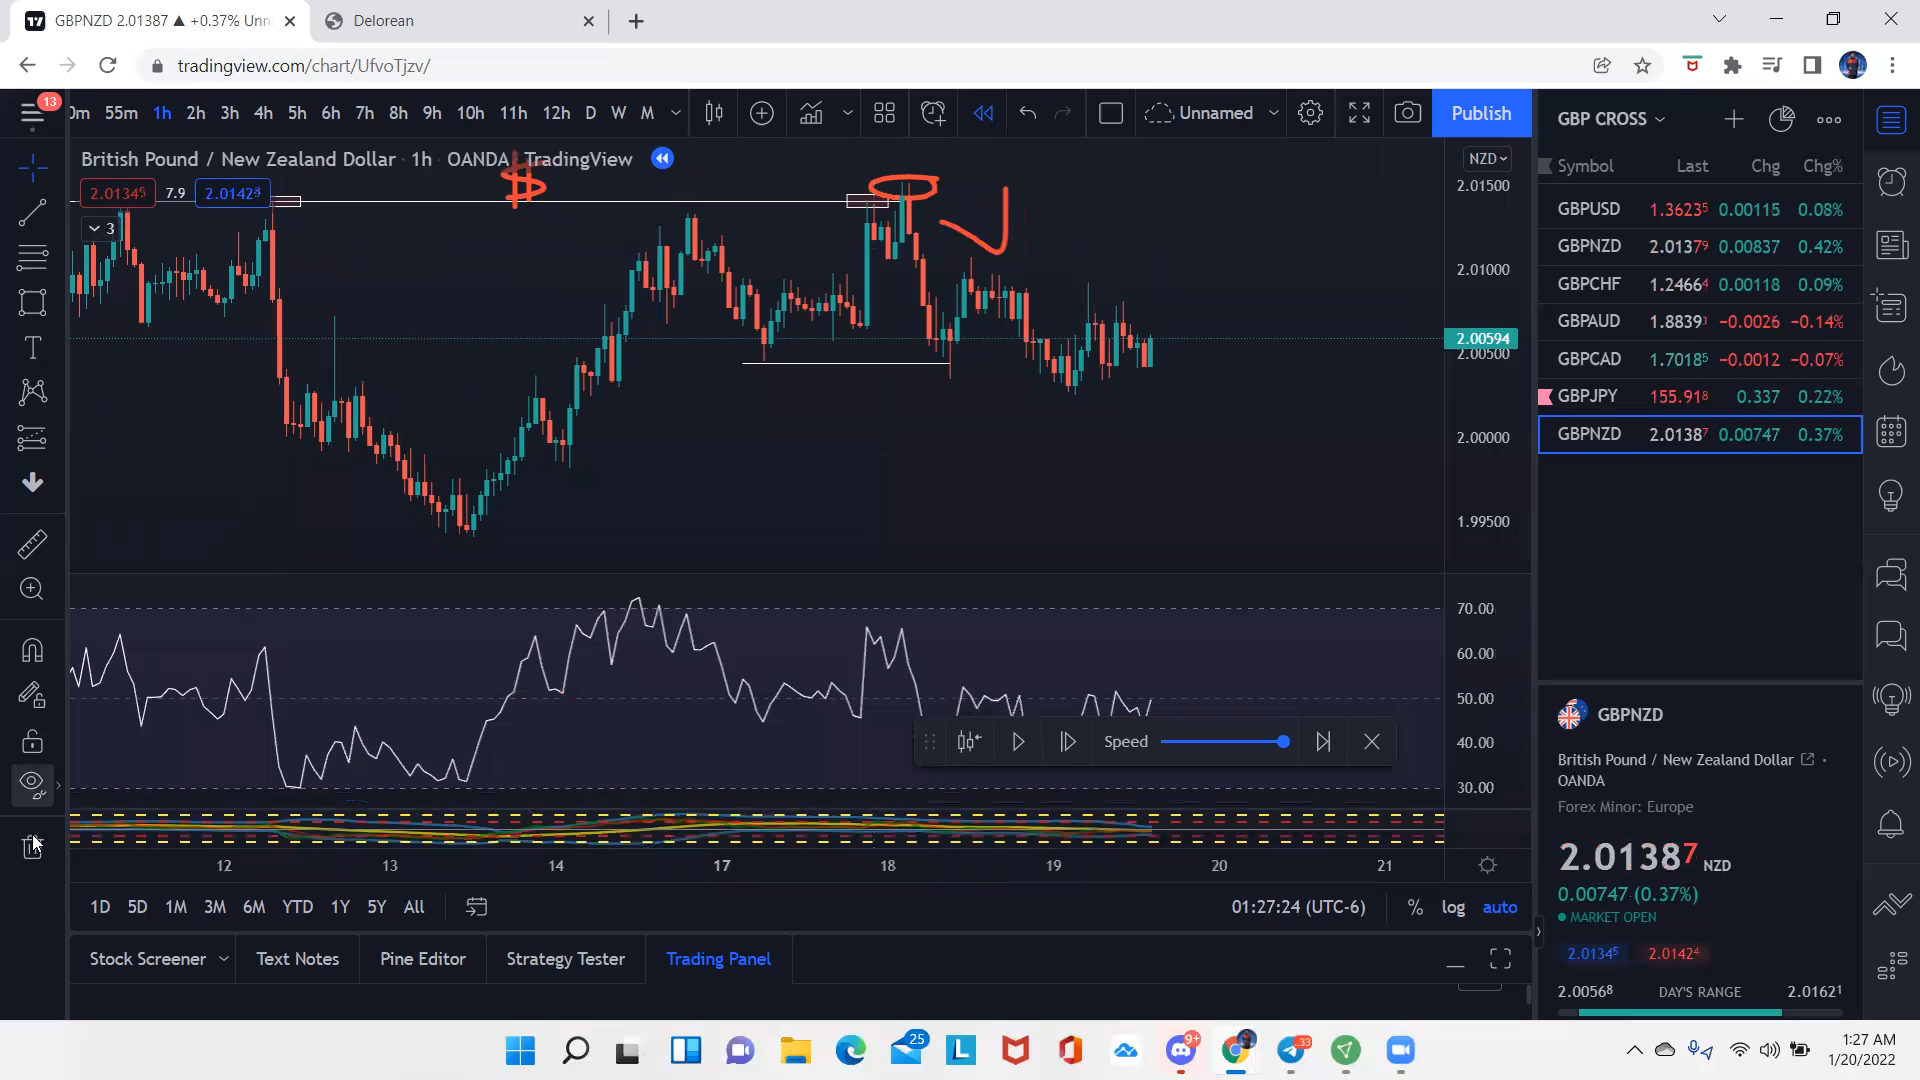 GBPNZD 2.01387 ▲ +0.37% Unn
Delorean
tradingview.com/chart/UfvoTjzv/
13
0m 55m 1h 2h 3h 4h 5h 6h 7h 8h 9h 10h 11h 12h D W M
Unnamed
Publish
GBP CROSS
British Pound / New Zealand Dollar · 1h · OANDA TradingView
$
NZD
2.01345 7.9 2.01424
3
2.01500
2.01000
2.00594
2.00500
2.00000
1.99500
Symbol Last Chg Chg%
GBPUSD 1.36235 0.00115 0.08%
GBPNZD 2.01379 0.00837 0.42%
GBPCHF 1.24664 0.00118 0.09%
GBPAUD 1.8839 −0.0026 −0.14%
GBPCAD 1.70185 −0.0012 −0.07%
GBPJPY 155.918 0.337 0.22%
GBPNZD 2.01387 0.00747 0.37%
70.00
60.00
50.00
40.00
30.00
Speed
12 13 14 17 18 19 20 21
GBPNZD
British Pound / New Zealand Dollar ·
OANDA
Forex Minor: Europe
2.01387 NZD
0.00747 (0.37%)
MARKET OPEN
2.01345 2.01424
2.00568 DAY'S RANGE 2.01621
1D 5D 1M 3M 6M YTD 1Y 5Y All
01:27:24 (UTC-6) % log auto
Stock Screener Text Notes Pine Editor Strategy Tester Trading Panel
25
L
9+
33
1:27 AM
1/20/2022